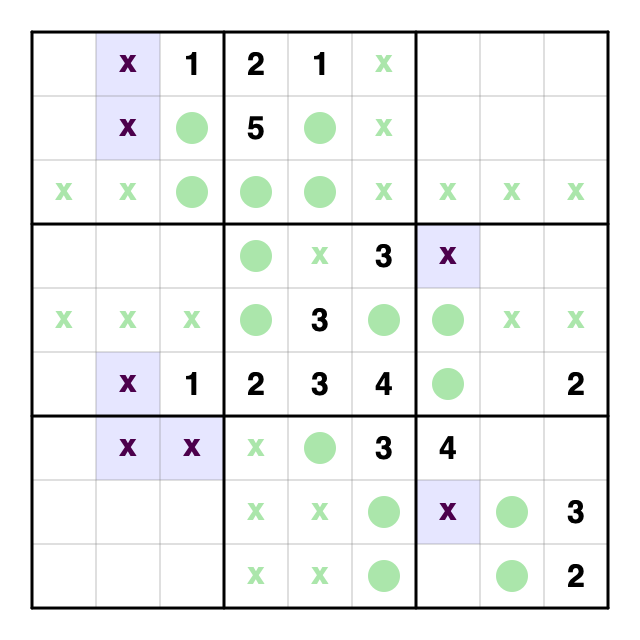 x 1 2 1 x
x 5 x
x x x x x x
x 3 x
x x x 3 x x
x 1 2 3 4 2
x x x 3 4
x x x 3
x x 2